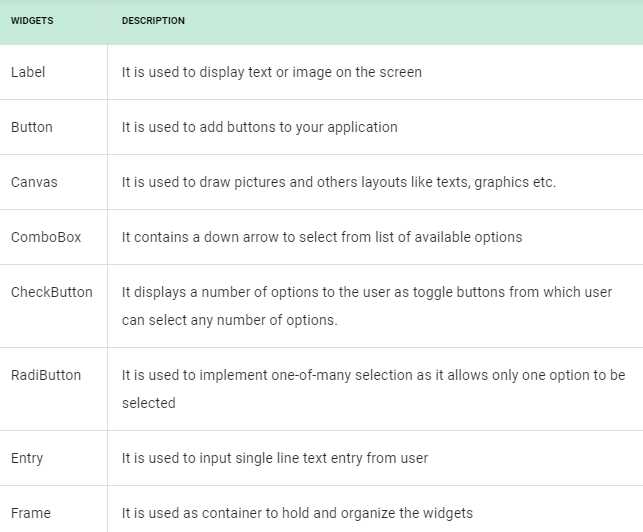 WIDGETS DESCRIPTION
Label It is used to display text or image on the screen
Button It is used to add buttons to your application
Canvas It is used to draw pictures and others layouts like texts, graphics etc.
ComboBox It contains a down arrow to select from list of available options
CheckButton It displays a number of options to the user as toggle buttons from which user
can select any number of options.
RadiButton It is used to implement one-of-many selection as it allows only one option to be
selected
Entry It is used to input single line text entry from user
Frame It is used as container to hold and organize the widgets